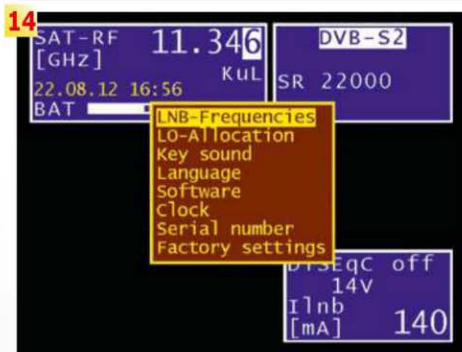 14
SAT-RF 11.346
[GHz]
KuL
22.08.12 16:56
BAT
DVB-S2
SR 22000
LNB-Frequencies
LO-Allocation
Key sound
Language
Software
Clock
Serial number
Factory settings
DiSEqC off
14V
Ilnb
[mA] 140